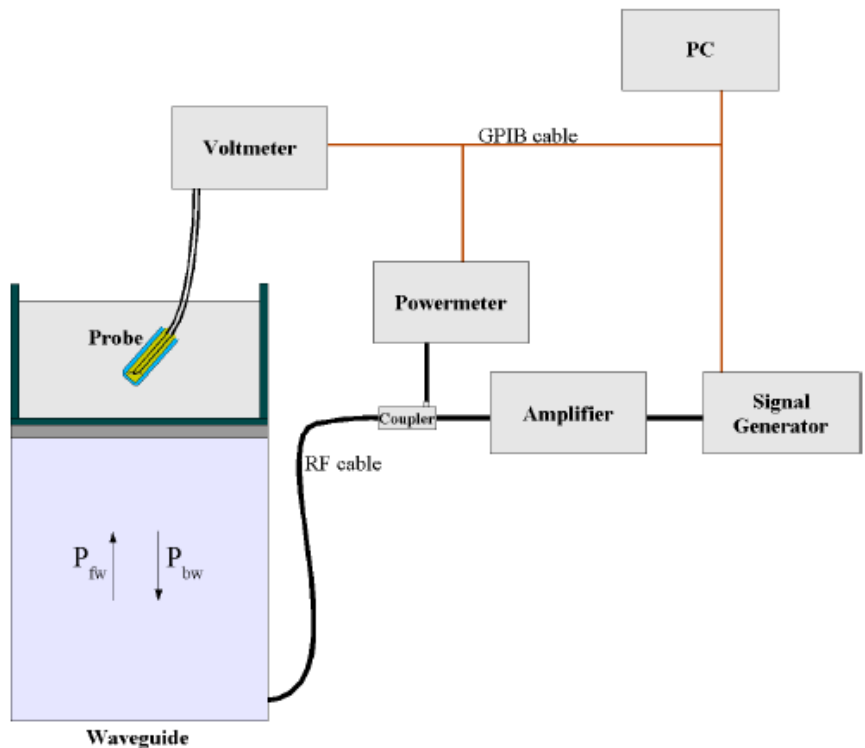 PC
GPIB cable
Voltmeter
Powermeter
Probe
Coupler
Amplifier
Signal
Generator
RF cable
P_fw
P_bw
Waveguide